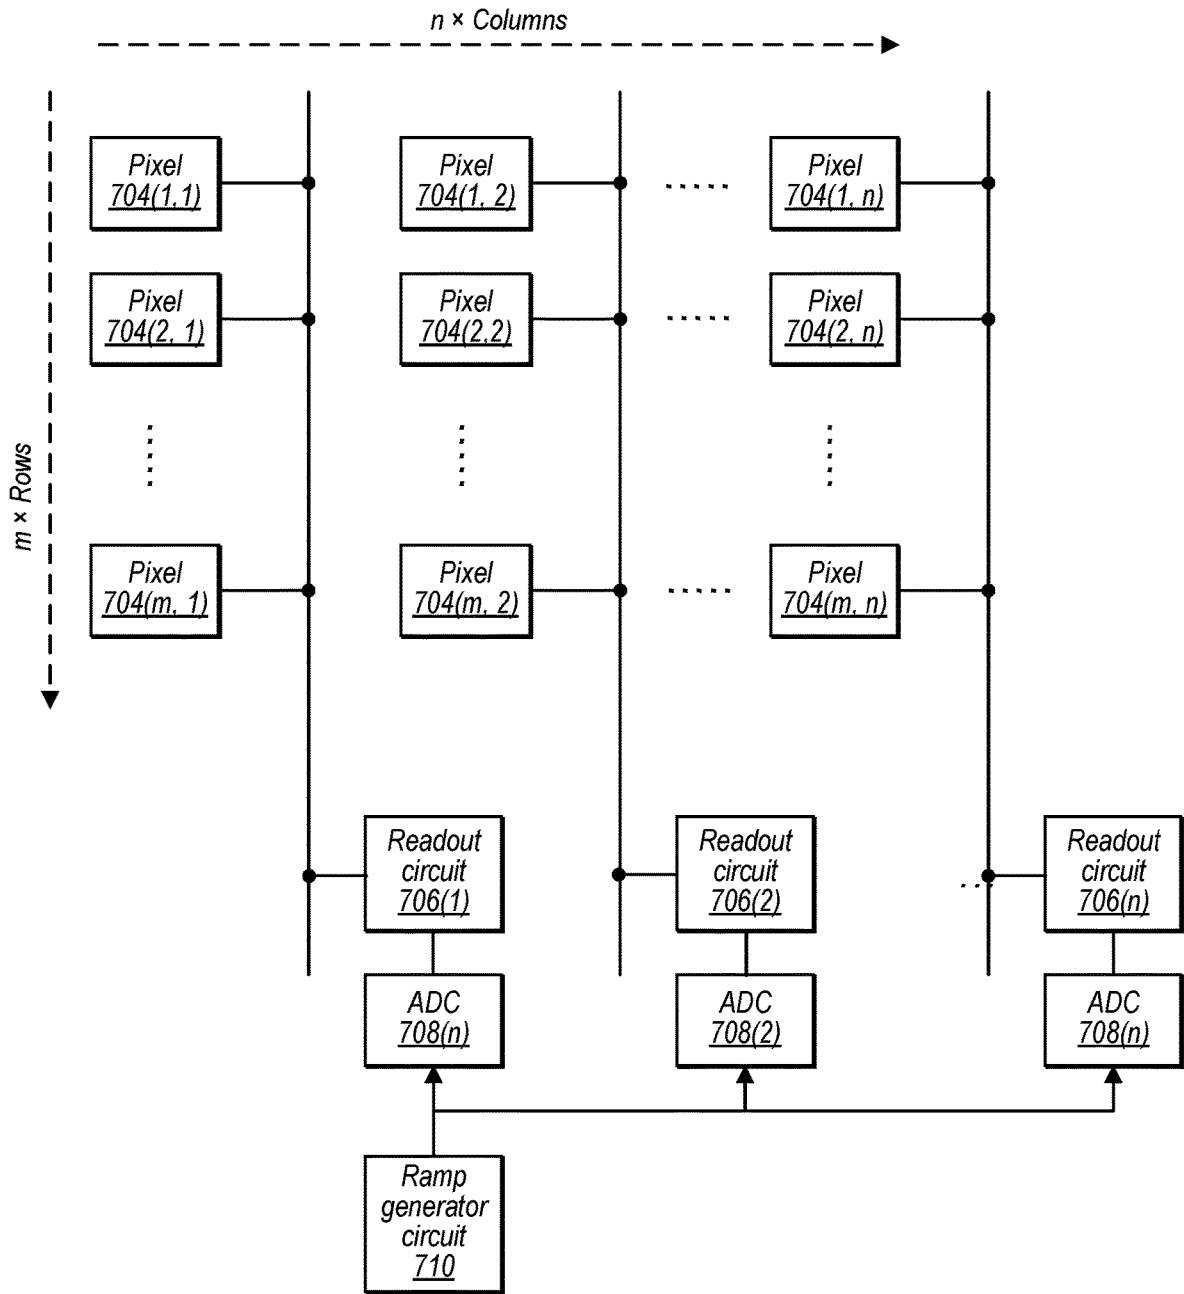 n × Columns
m × Rows
Pixel
704(1,1)
Pixel
704(1, 2)
Pixel
704(1, n)
Pixel
704(2, 1)
Pixel
704(2,2)
Pixel
704(2, n)
Pixel
704(m, 1)
Pixel
704(m, 2)
Pixel
704(m, n)
Readout
circuit
706(1)
Readout
circuit
706(2)
Readout
circuit
706(n)
ADC
708(n)
ADC
708(2)
ADC
708(n)
Ramp
generator
circuit
710